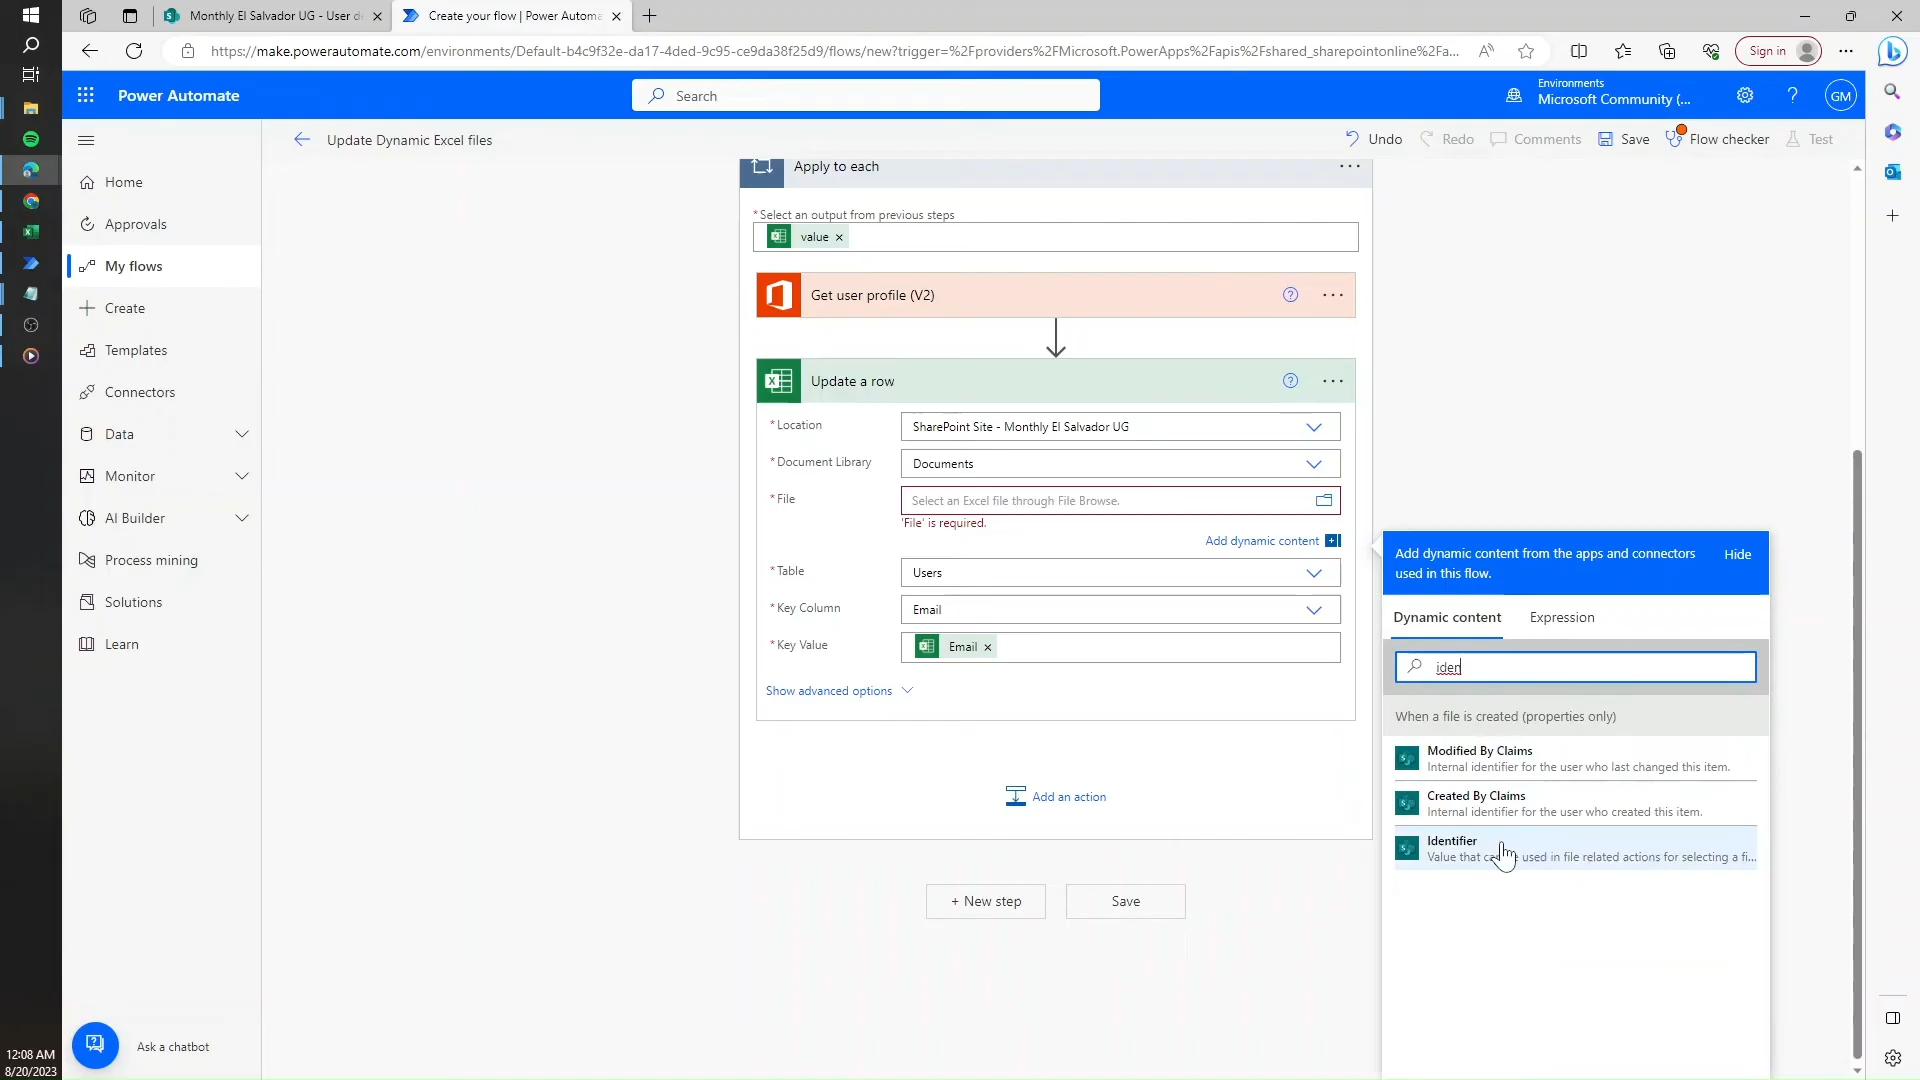 Monthly El Salvador UG - User d
Create your flow | Power Automa
https://make.powerautomate.com/environments/Default-b4c9f32e-da17-4ded-9c95-ce9da38f25d9/flows/new?trigger=%2Fproviders%2FMicrosoft.PowerApps%2Fapis%2Fshared_sharepointonline%2Fa...
Sign in
Power Automate
Search
Environments
Microsoft Community (...
GM
Update Dynamic Excel files
Undo
Redo
Comments
Save
Flow checker
Test
Home
Approvals
My flows
Create
Templates
Connectors
Data
Monitor
AI Builder
Process mining
Solutions
Learn
Ask a chatbot
Apply to each
* Select an output from previous steps
value
Get user profile (V2)
Update a row
* Location
SharePoint Site - Monthly El Salvador UG
* Document Library
Documents
* File
Select an Excel file through File Browse.
'File' is required.
Add dynamic content
* Table
Users
* Key Column
Email
* Key Value
Email
Show advanced options
Add an action
+ New step
Save
Add dynamic content from the apps and connectors
used in this flow.
Hide
Dynamic content
Expression
iden
When a file is created (properties only)
Modified By Claims
Internal identifier for the user who last changed this item.
Created By Claims
Internal identifier for the user who created this item.
Identifier
Value that used in file related actions for selecting a fi...
12:08 AM
8/20/2023